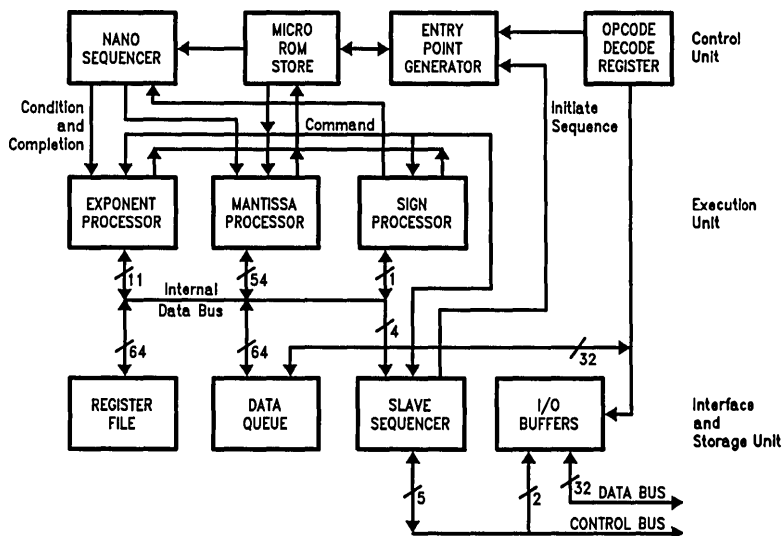 NANO
SEQUENCER
MICRO
ROM
STORE
ENTRY
POINT
GENERATOR
OPCODE
DECODE
REGISTER
Control
Unit
Condition
and
Completion
Command
Initiate
Sequence
EXPONENT
PROCESSOR
MANTISSA
PROCESSOR
SIGN
PROCESSOR
Execution
Unit
11
54
1
Internal
Data Bus
4
64
64
32
REGISTER
FILE
DATA
QUEUE
SLAVE
SEQUENCER
I/O
BUFFERS
Interface
and
Storage Unit
5
2
32
DATA BUS
CONTROL BUS